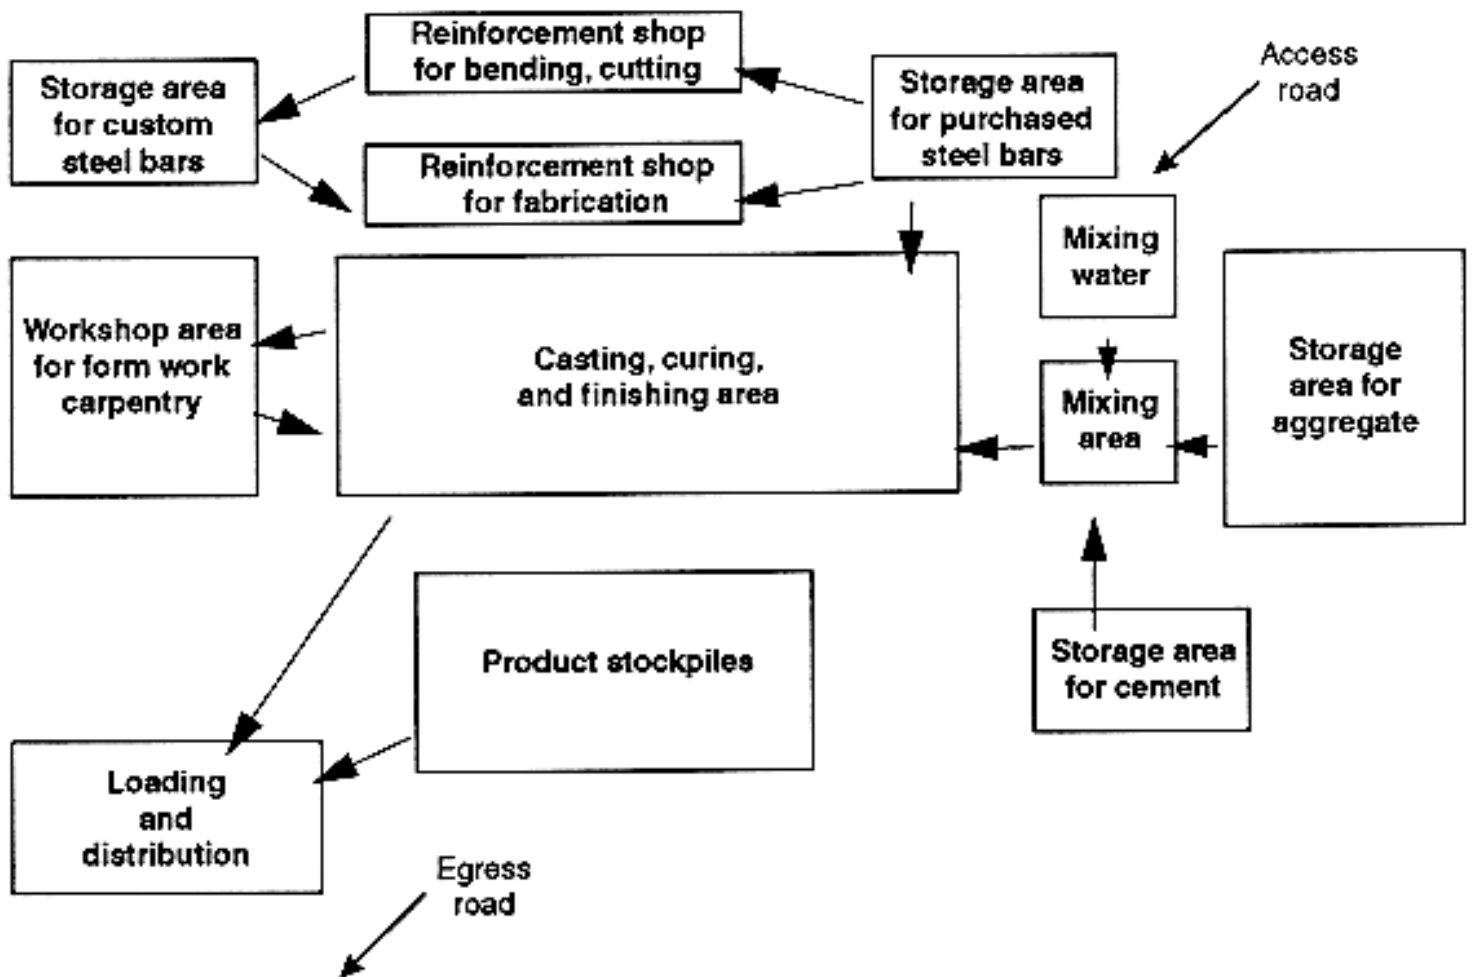 Reinforcement shop
for bending, cutting
Access
road
Storage area
for custom
steel bars
Storage area
for purchased
steel bars
Reinforcement shop
for fabrication
Mixing
water
Workshop area
for form work
carpentry
Casting, curing,
and finishing area
Mixing
area
Storage
area for
aggregate
Product stockpiles
Storage area
for cement
Loading
and
distribution
Egress
road